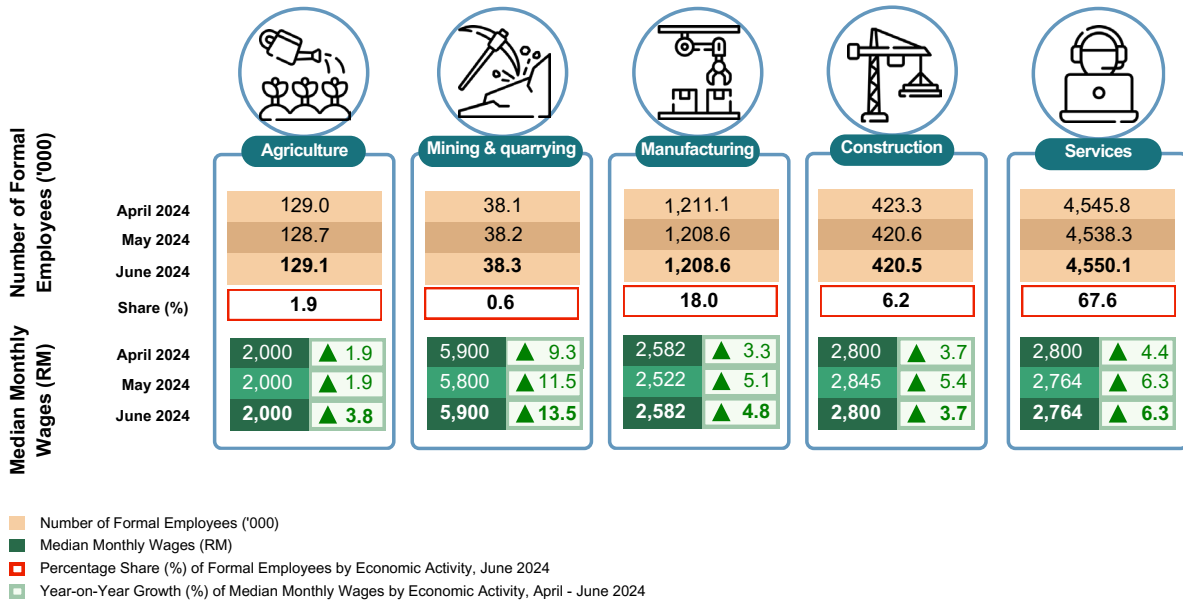 Agriculture
Mining & quarrying
Manufacturing
Construction
Services
Number of Formal
Employees ('000)
April 2024 129.0 38.1 1,211.1 423.3 4,545.8
May 2024 128.7 38.2 1,208.6 420.6 4,538.3
June 2024 129.1 38.3 1,208.6 420.5 4,550.1
Share (%) 1.9 0.6 18.0 6.2 67.6
Median Monthly
Wages (RM)
April 2024 2,000 ▲ 1.9 5,900 ▲ 9.3 2,582 ▲ 3.3 2,800 ▲ 3.7 2,800 ▲ 4.4
May 2024 2,000 ▲ 1.9 5,800 ▲ 11.5 2,522 ▲ 5.1 2,845 ▲ 5.4 2,764 ▲ 6.3
June 2024 2,000 ▲ 3.8 5,900 ▲ 13.5 2,582 ▲ 4.8 2,800 ▲ 3.7 2,764 ▲ 6.3
Number of Formal Employees ('000)
Median Monthly Wages (RM)
Percentage Share (%) of Formal Employees by Economic Activity, June 2024
Year-on-Year Growth (%) of Median Monthly Wages by Economic Activity, April - June 2024